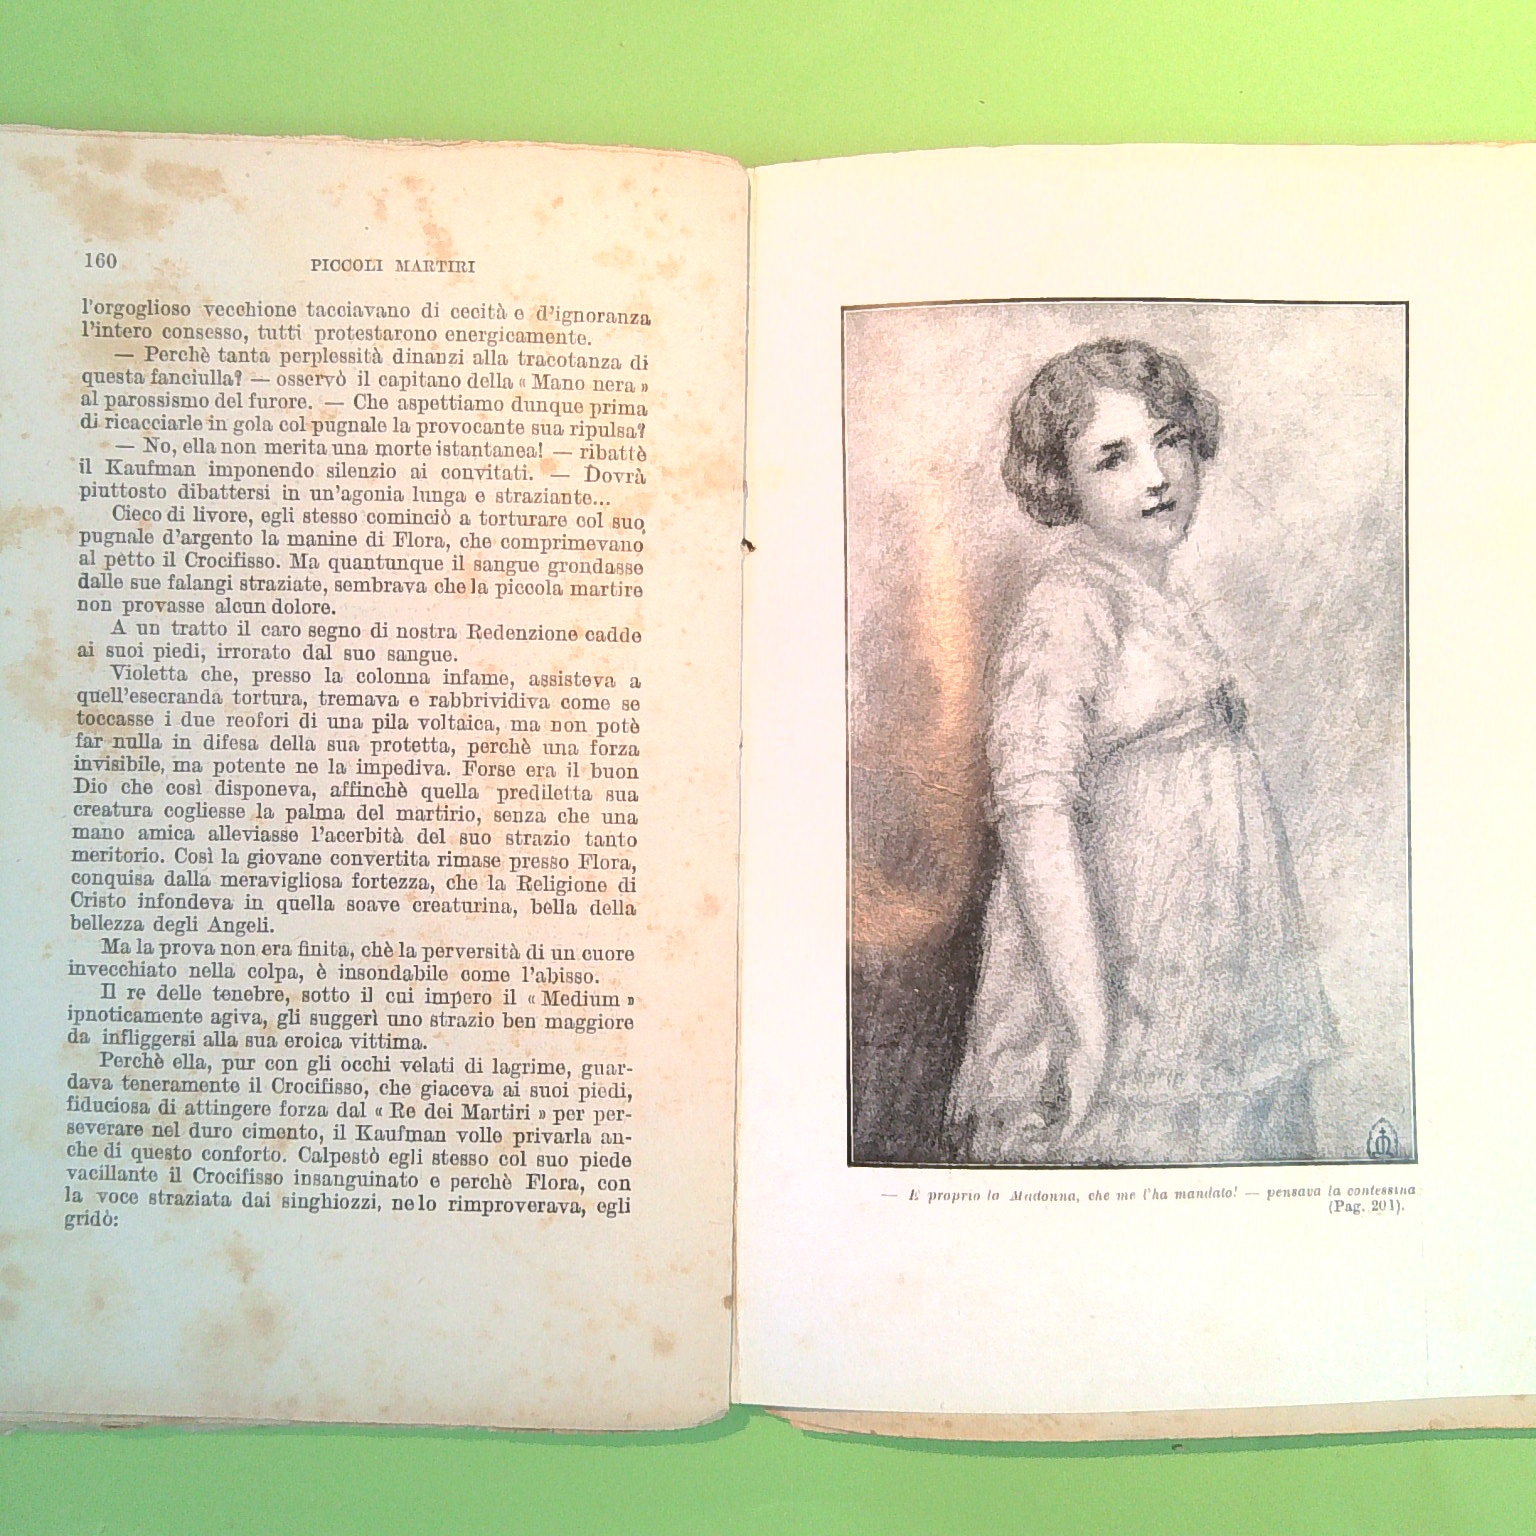 160
PICCOLI MARTIRI
l'orgoglioso vecchione tacciavano di cecità e d'ignoranza
l'intero consesso, tutti protestarono energicamente.
— Perchè tanta perplessità dinanzi alla tracotanza di
questa fanciulla? — osservò il capitano della « Mano nera »
al parossismo del furore. — Che aspettiamo dunque prima
di ricacciarle in gola col pugnale la provocante sua ripulsa?
— No, ella non merita una morte istantanea! — ribattè
il Kaufman imponendo silenzio ai convitati. — Dovrà
piuttosto dibattersi in un'agonia lunga e straziante...
Cieco di livore, egli stesso cominciò a torturare col suo
pugnale d'argento la manine di Flora, che comprimevano
al petto il Crocifisso. Ma quantunque il sangue grondasse
dalle sue falangi straziate, sembrava che la piccola martire
non provasse alcun dolore.
A un tratto il caro segno di nostra Redenzione cadde
ai suoi piedi, irrorato dal suo sangue.
Violetta che, presso la colonna infame, assisteva a
quell'esecranda tortura, tremava e rabbrividiva come se
toccasse i due reofori di una pila voltaica, ma non potè
far nulla in difesa della sua protetta, perchè una forza
invisibile, ma potente ne la impediva. Forse era il buon
Dio che così disponeva, affinchè quella prediletta sua
creatura cogliesse la palma del martirio, senza che una
mano amica alleviasse l'acerbità del suo strazio tanto
meritorio. Così la giovane convertita rimase presso Flora,
conquisa dalla meravigliosa fortezza, che la Religione di
Cristo infondeva in quella soave creaturina, bella della
bellezza degli Angeli.
Ma la prova non era finita, chè la perversità di un cuore
invecchiato nella colpa, è insondabile come l'abisso.
Il re delle tenebre, sotto il cui impero il « Medium »
ipnoticamente agiva, gli suggerì uno strazio ben maggiore
da infliggersi alla sua eroica vittima.
Perchè ella, pur con gli occhi velati di lagrime, guar-
dava teneramente il Crocifisso, che giaceva ai suoi piedi,
fiduciosa di attingere forza dal « Re dei Martiri » per per-
severare nel duro cimento, il Kaufman volle privarla an-
che di questo conforto. Calpestò egli stesso col suo piede
vacillante il Crocifisso insanguinato e perchè Flora, con
la voce straziata dai singhiozzi, nelo rimproverava, egli
gridò:
— E proprio la Madonna, che me l'ha mandato! — pensava la contessina
(Pag. 201).